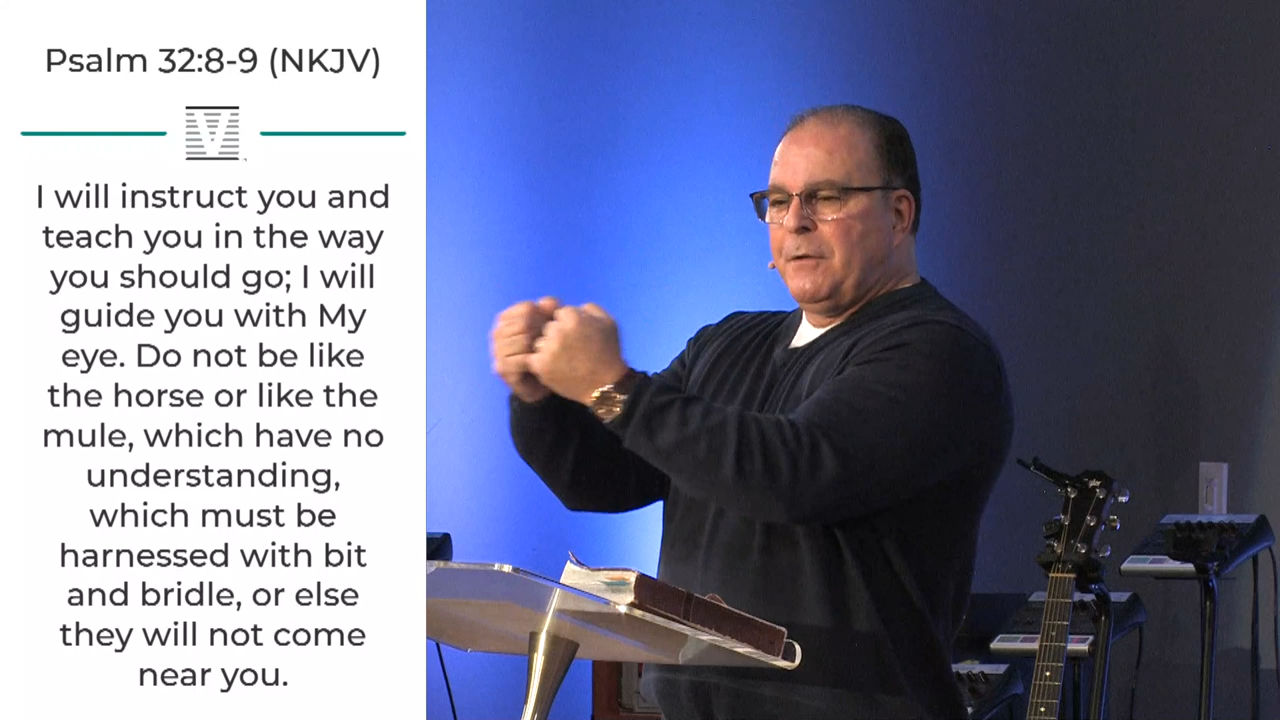 Psalm 32:8-9 (NKJV)
V
I will instruct you and
teach you in the way
you should go; I will
guide you with My
eye. Do not be like
the horse or like the
mule, which have no
understanding,
which must be
harnessed with bit
and bridle, or else
they will not come
near you.